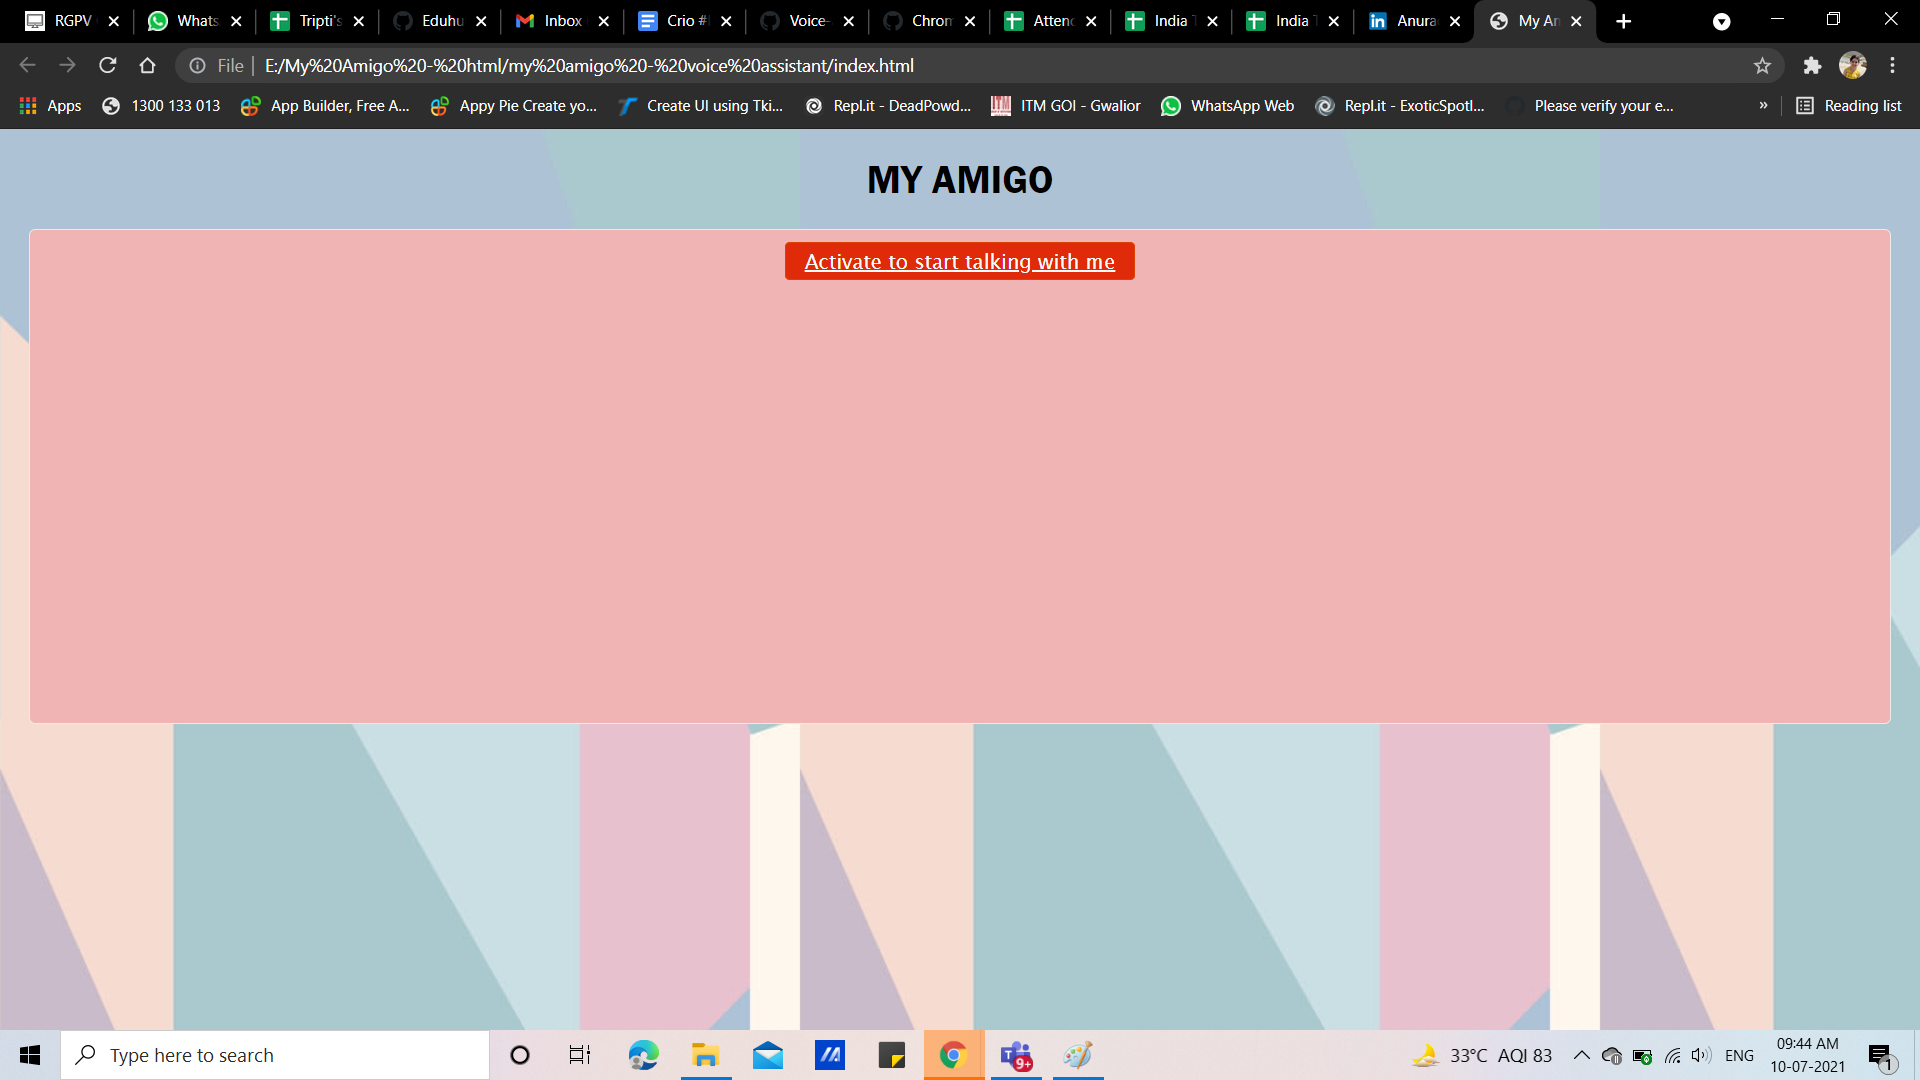 RGPV Whats Tripti's Eduhu Inbox Crio # Voice- Chrom Attend India T India T Anura My Am
File E:/My%20Amigo%20-%20html/my%20amigo%20-%20voice%20assistant/index.html
Apps 1300 133 013 App Builder, Free A... Appy Pie Create yo... Create UI using Tki... Repl.it - DeadPowd... ITM GOI - Gwalior WhatsApp Web Repl.it - ExoticSpotl... Please verify your e... » Reading list
MY AMIGO
Activate to start talking with me
Type here to search 9+ 33°C AQI 83 ENG 09:44 AM
10-07-2021 1